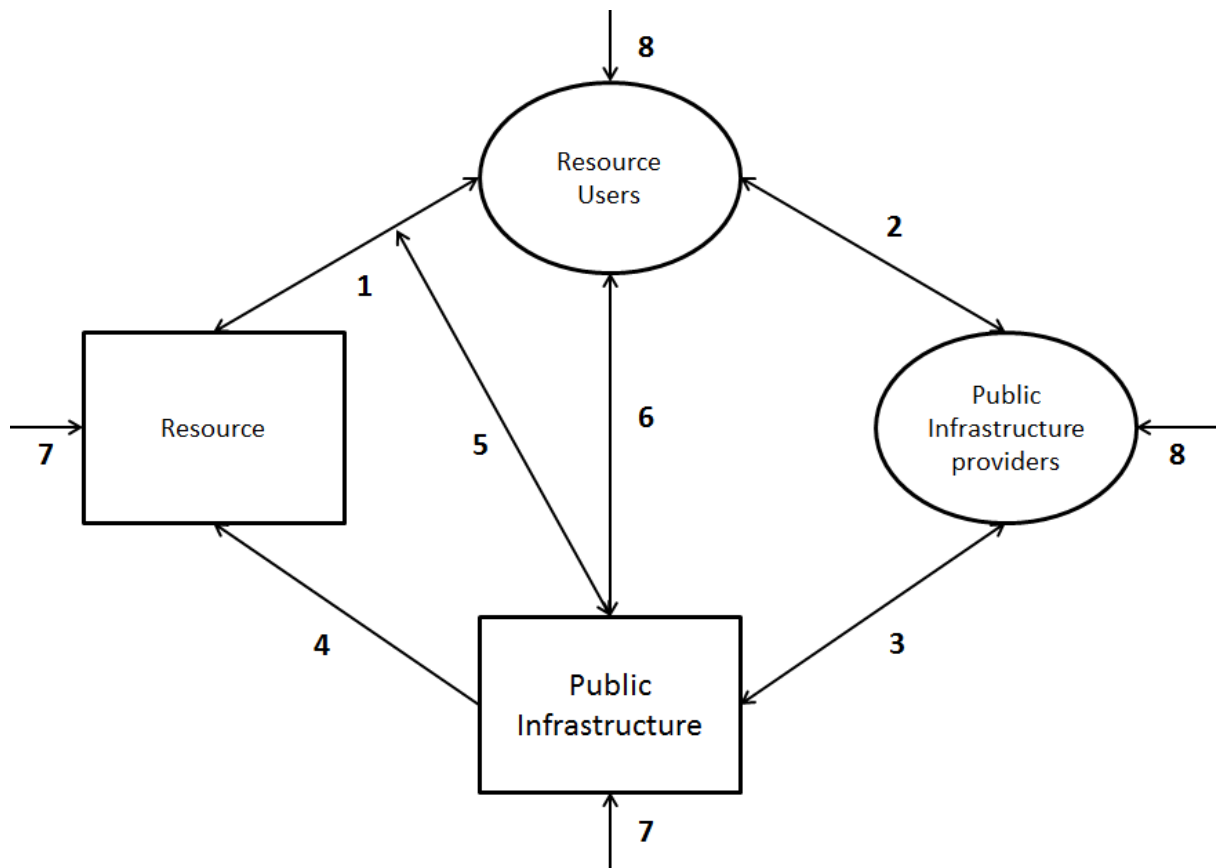 8
Resource
Users
2
1
Resource
6
Public
Infrastructure
providers
5
7
8
4
3
Public
Infrastructure
7